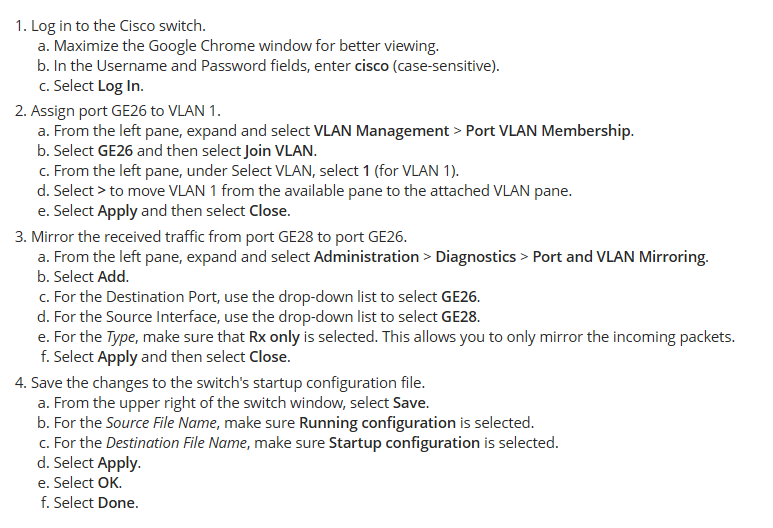 1. Log in to the Cisco switch.
a. Maximize the Google Chrome window for better viewing.
b. In the Username and Password fields, enter cisco (case-sensitive).
c. Select Log In.
2. Assign port GE26 to VLAN 1.
a. From the left pane, expand and select VLAN Management > Port VLAN Membership.
b. Select GE26 and then select Join VLAN.
c. From the left pane, under Select VLAN, select 1 (for VLAN 1).
d. Select > to move VLAN 1 from the available pane to the attached VLAN pane.
e. Select Apply and then select Close.
3. Mirror the received traffic from port GE28 to port GE26.
a. From the left pane, expand and select Administration > Diagnostics > Port and VLAN Mirroring.
b. Select Add.
c. For the Destination Port, use the drop-down list to select GE26.
d. For the Source Interface, use the drop-down list to select GE28.
e. For the Type, make sure that Rx only is selected. This allows you to only mirror the incoming packets.
f. Select Apply and then select Close.
4. Save the changes to the switch's startup configuration file.
a. From the upper right of the switch window, select Save.
b. For the Source File Name, make sure Running configuration is selected.
c. For the Destination File Name, make sure Startup configuration is selected.
d. Select Apply.
e. Select OK.
f. Select Done.